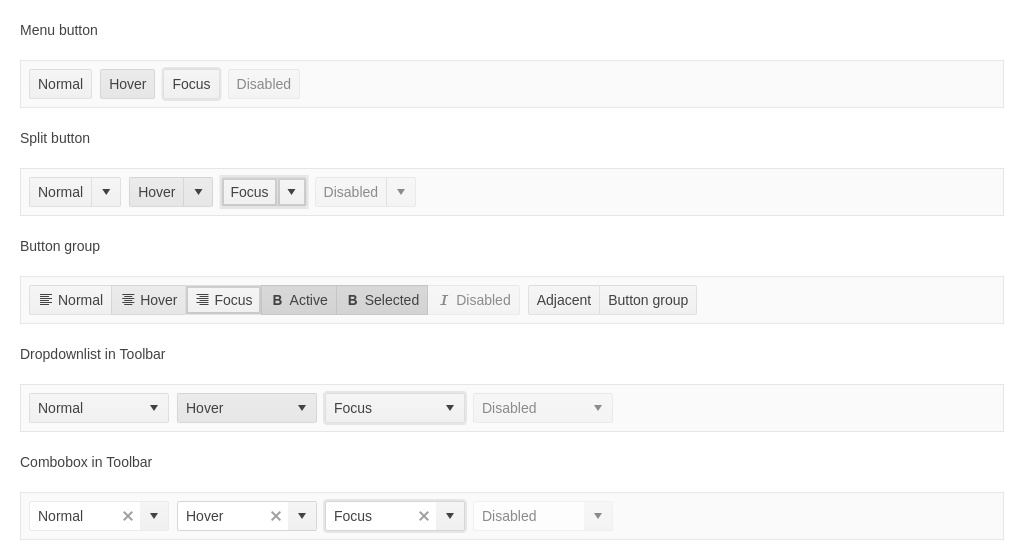 Menu button
Normal Hover Focus Disabled
Split button
Normal Hover Focus Disabled
Button group
Normal Hover Focus B Active B Selected I Disabled Adjacent Button group
Dropdownlist in Toolbar
Normal Hover Focus Disabled
Combobox in Toolbar
Normal Hover Focus Disabled